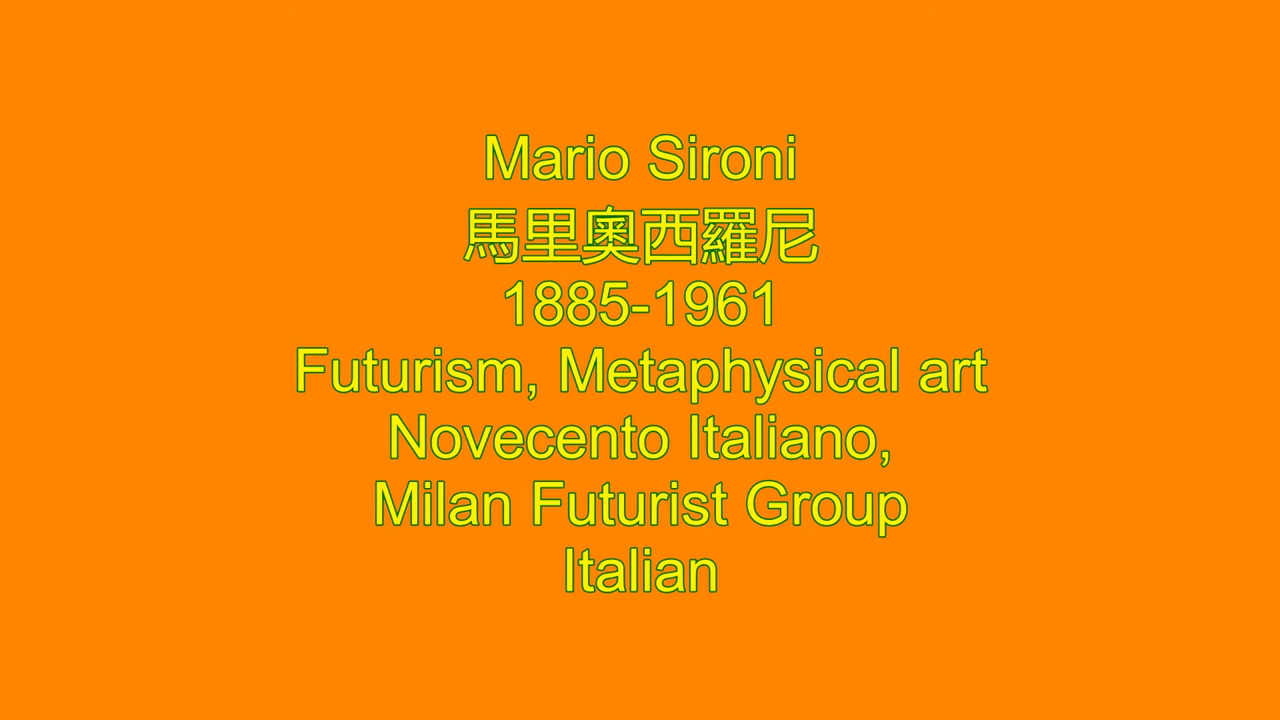 Mario Sironi
馬里奧西羅尼
1885-1961
Futurism, Metaphysical art
Novecento Italiano,
Milan Futurist Group
Italian